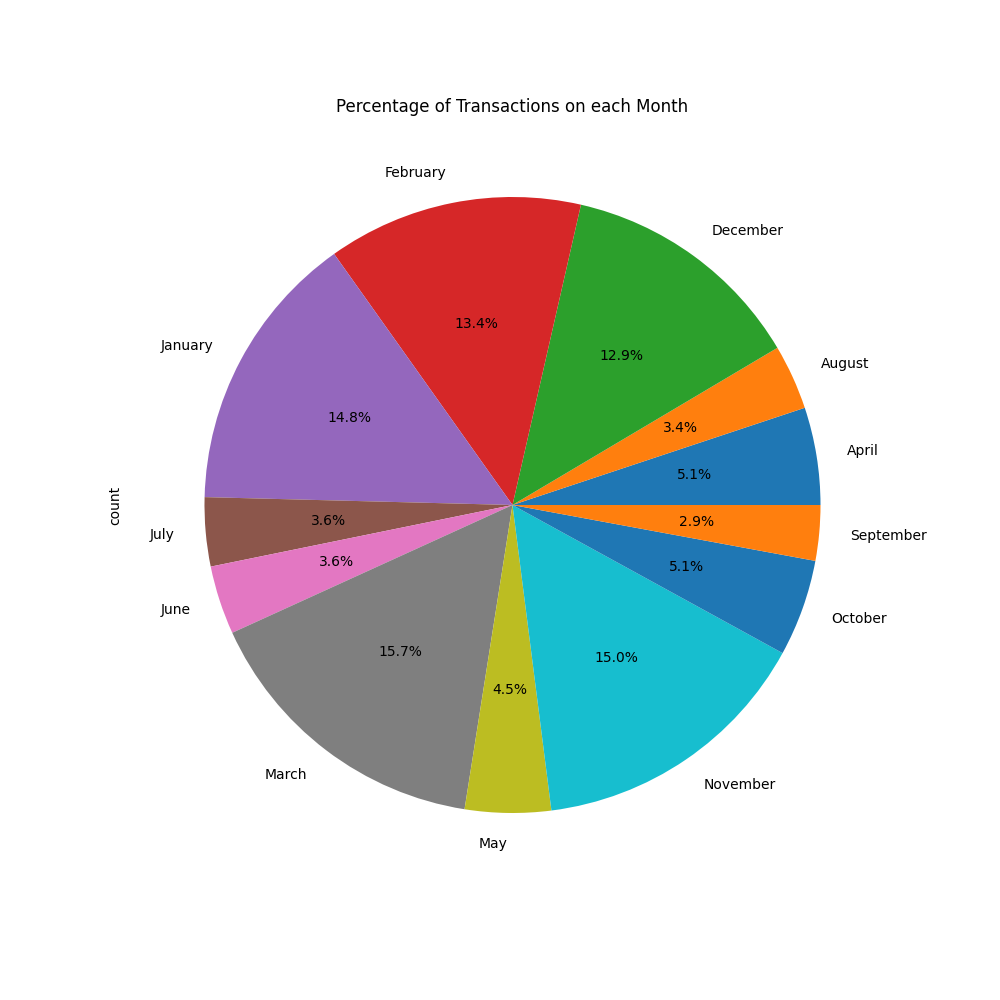 Percentage of Transactions on each Month
February
December
13.4%
12.9%
January
August
14.8%
3.4%
April
5.1%
count
3.6%
2.9%
July
September
3.6%
5.1%
June
October
15.7%
15.0%
4.5%
March
November
May